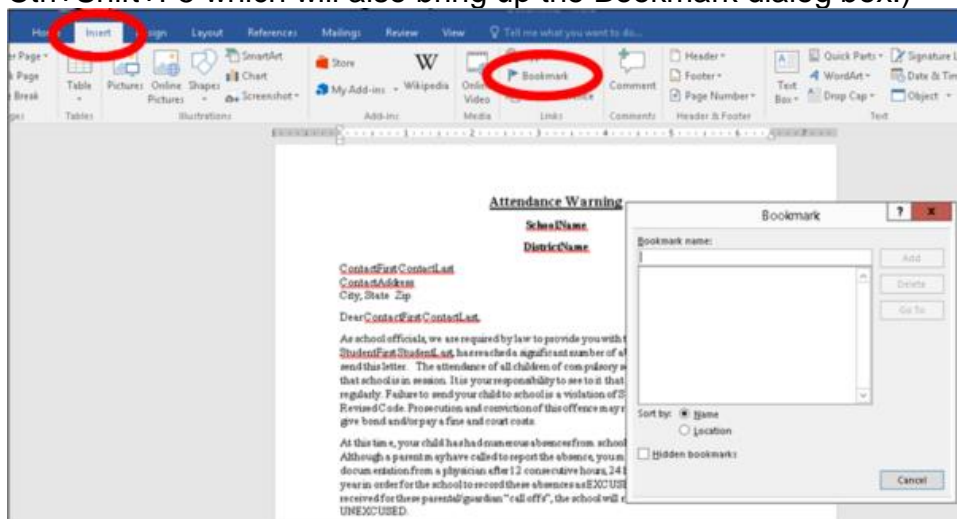 Ctrl+Shift+F5 which will also bring up the Bookmark dialog box.)
Insert Layout References Mailings Review View Tell me what you want to do...
Page
Break
Table
Pictures
Online
Pictures
Shapes
SmartArt
Chart
Screenshot
Store
My Add-ins
Wikipedia
Video
Bookmark
Comment
Header
Footer
Page Number
Text
Box
Quick Parts
WordArt
Drop Cap
Signature
Date &
Object
Tables Illustrations Add-ins Media Links Comments Header & Footer Text
Attendance Warning
SchoolName
DistrictName
ContactFirst ContactLast
ContactAddress
City, State Zip
Dear ContactFirst ContactLast,
As school officials, we are required by law to provide you with
StudentFirst StudentLast, has reached a significant number of
send this letter. The attendance of all children of compulsory
that school is in session. It is your responsibility to see to it that
regularly. Failure to send your child to school is a violation of
Revised Code. Prosecution and conviction of this offence may
give bond and/or pay a fine and court costs.
At this time, your child has had numerous absences from school
Although a parent may have called to report the absence, you
documentation from a physician after 12 consecutive hours, 24
year in order for the school to record these absences as
received for these parental/guardian "call offs", the school will
UNEXCUSED.
Bookmark
? x
Bookmark name:
Add
Delete
Go To
Sort by: Name
Location
Hidden bookmarks
Cancel